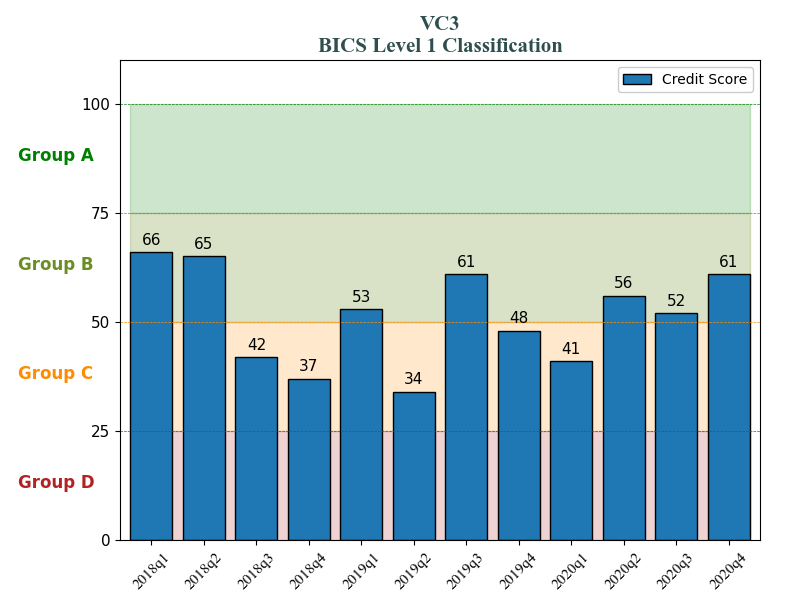 VC3
BICS Level 1 Classification
Credit Score
100
Group A
75
66
65
53
61
61
56
52
Group B
50
42
37
34
48
41
Group C
25
Group D
0
2018q1
2018q2
2018q3
2018q4
2019q1
2019q2
2019q3
2019q4
2020q1
2020q2
2020q3
2020q4